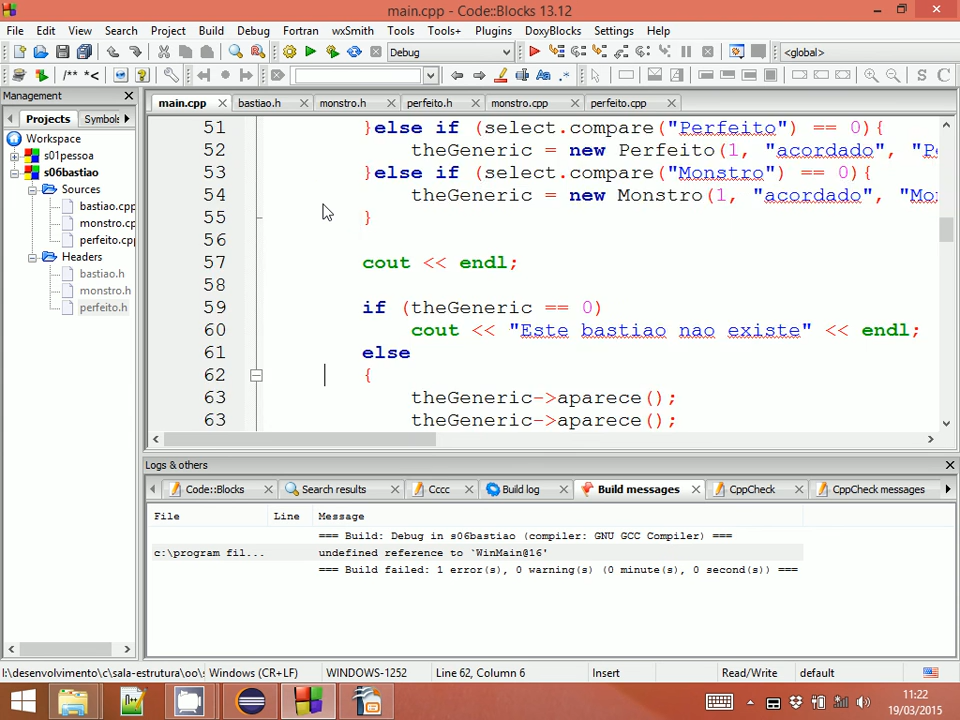 main.cpp - Code::Blocks 13.12
File Edit View Search Project Build Debug Fortran wxSmith Tools Tools+ Plugins DoxyBlocks Settings Help
Debug <global>
/** *< Aa .* S C
Management
main.cpp bastiao.h monstro.h perfeito.h monstro.cpp perfeito.cpp
Projects Symbols
Workspace
s01pessoa
s06bastiao
Sources
bastiao.cpp
monstro.cp
perfeito.cpp
Headers
bastiao.h
monstro.h
perfeito.h
51 }else if (select.compare("Perfeito") == 0){
52 theGeneric = new Perfeito(1, "acordado", "Pe
53 }else if (select.compare("Monstro") == 0){
54 theGeneric = new Monstro(1, "acordado", "Mo
55 }
56
57 cout << endl;
58
59 if (theGeneric == 0)
60 cout << "Este bastiao nao existe" << endl;
61 else
62 {
63 theGeneric->aparece();
63 theGeneric->aparece();
Logs & others
Code::Blocks Search results Cccc Build log Build messages CppCheck CppCheck messages
File Line Message
=== Build: Debug in s06bastiao (compiler: GNU GCC Compiler) ===
c:\program fil... undefined reference to `WinMain@16'
=== Build failed: 1 error(s), 0 warning(s) (0 minute(s), 0 second(s)) ===
I:\desenvolvimento\c\sala-estrutura\oo\s Windows (CR+LF) WINDOWS-1252 Line 62, Column 6 Insert Read/Write default
11:22
19/03/2015